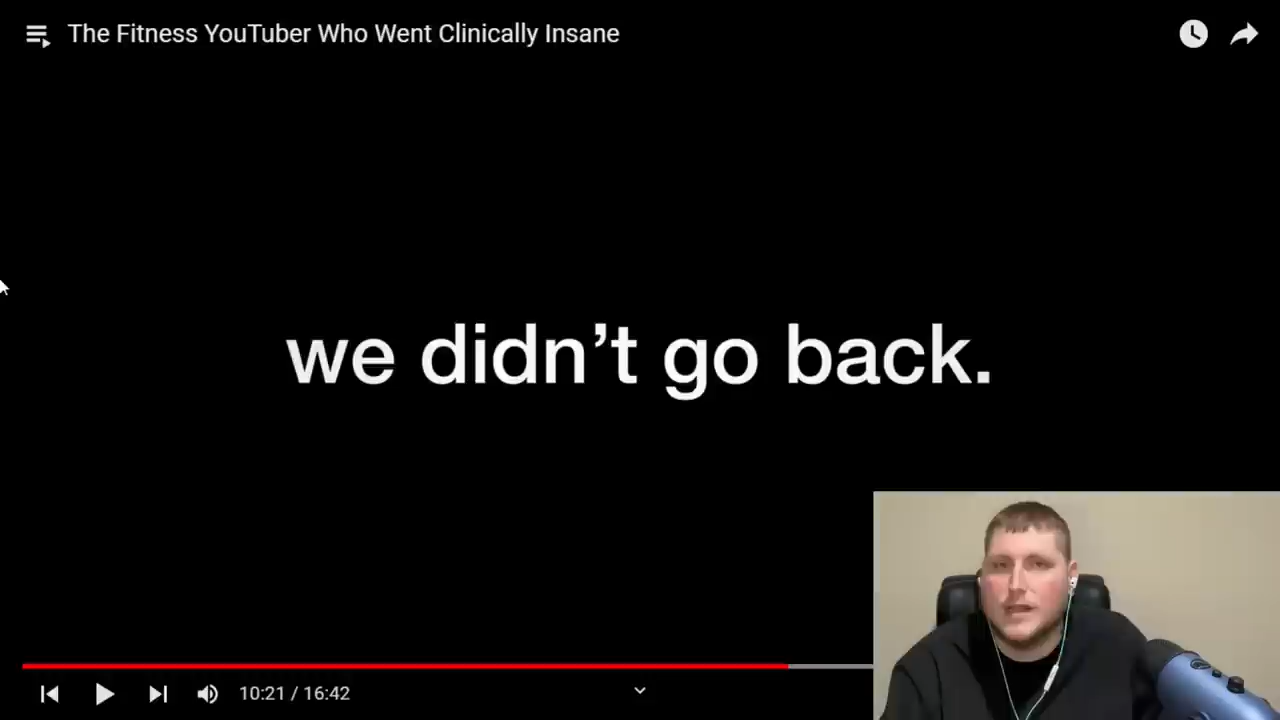 The Fitness YouTuber Who Went Clinically Insane
we didn’t go back.
10:21 / 16:42